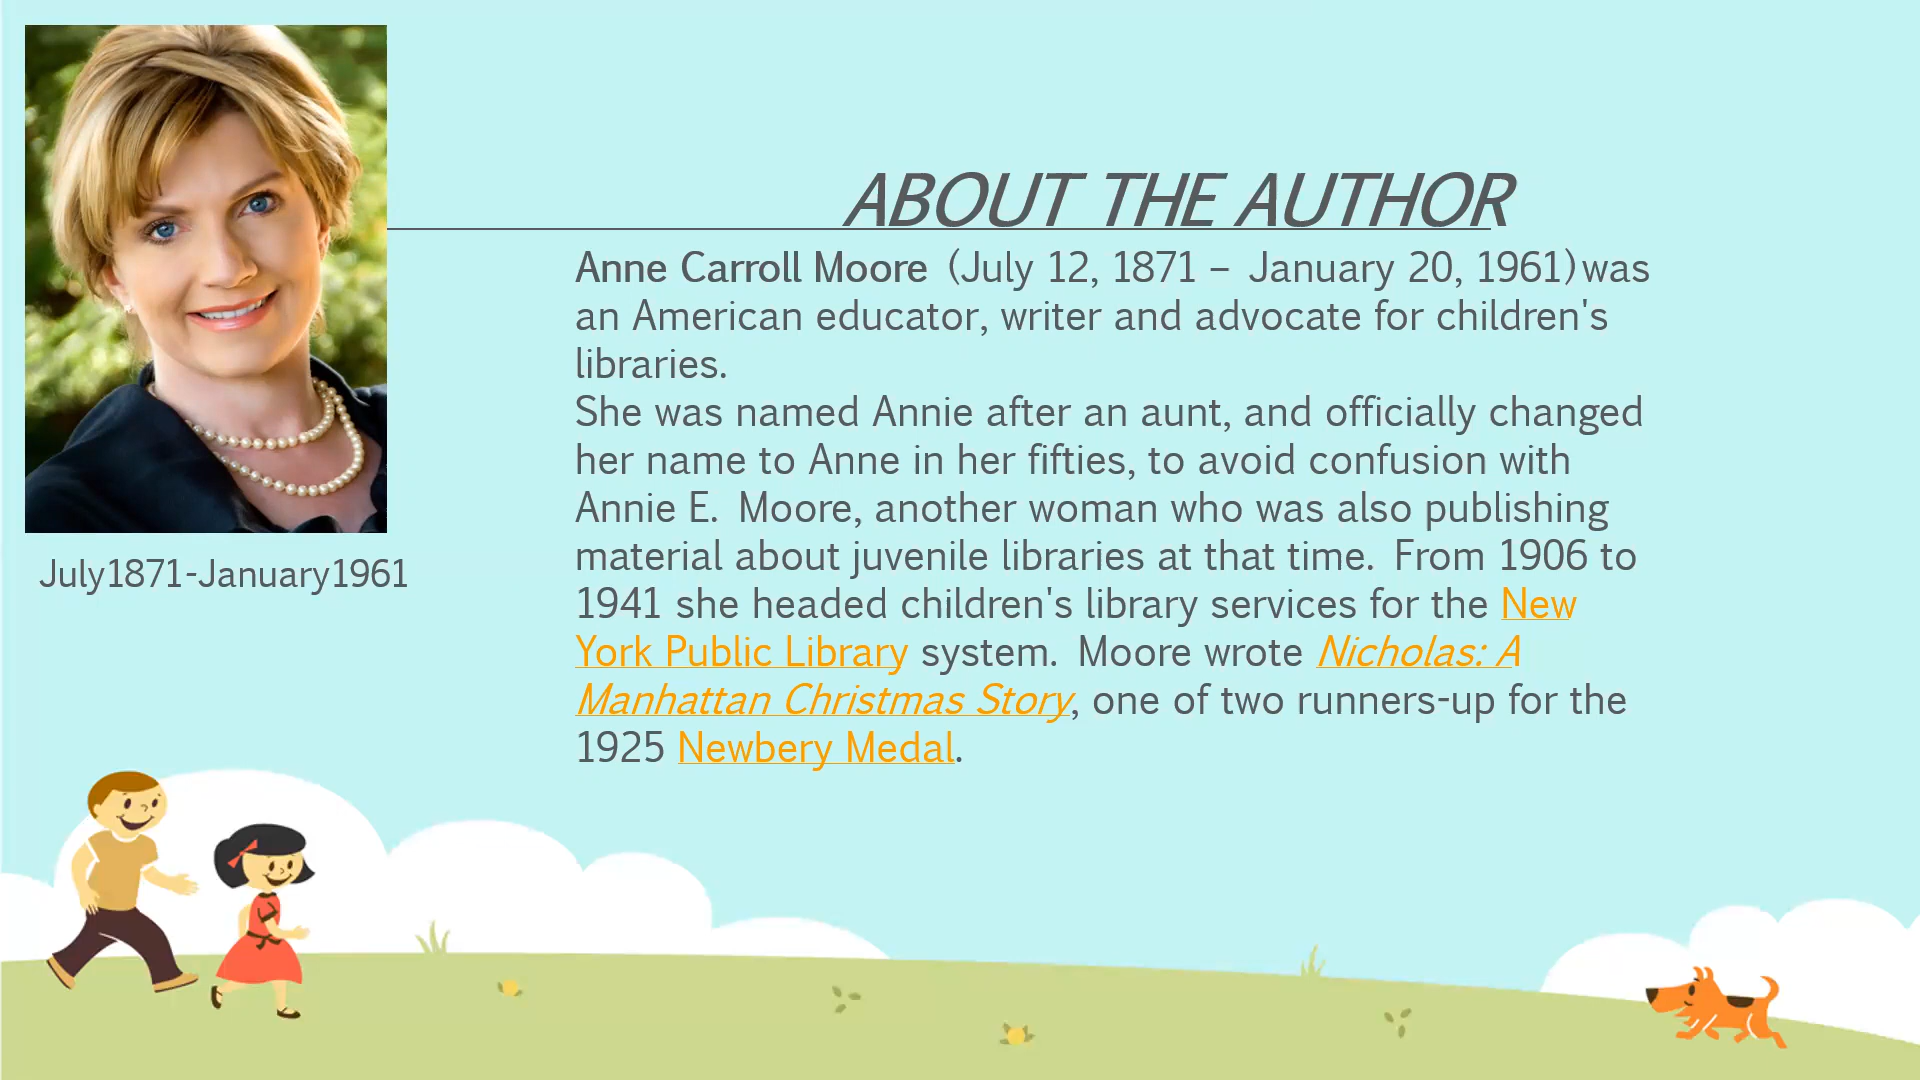 ABOUT THE AUTHOR
Anne Carroll Moore (July 12, 1871 – January 20, 1961)was
an American educator, writer and advocate for children's
libraries.
She was named Annie after an aunt, and officially changed
her name to Anne in her fifties, to avoid confusion with
Annie E. Moore, another woman who was also publishing
material about juvenile libraries at that time. From 1906 to
1941 she headed children's library services for the New
York Public Library system. Moore wrote Nicholas: A
Manhattan Christmas Story, one of two runners-up for the
1925 Newbery Medal.
July1871-January1961